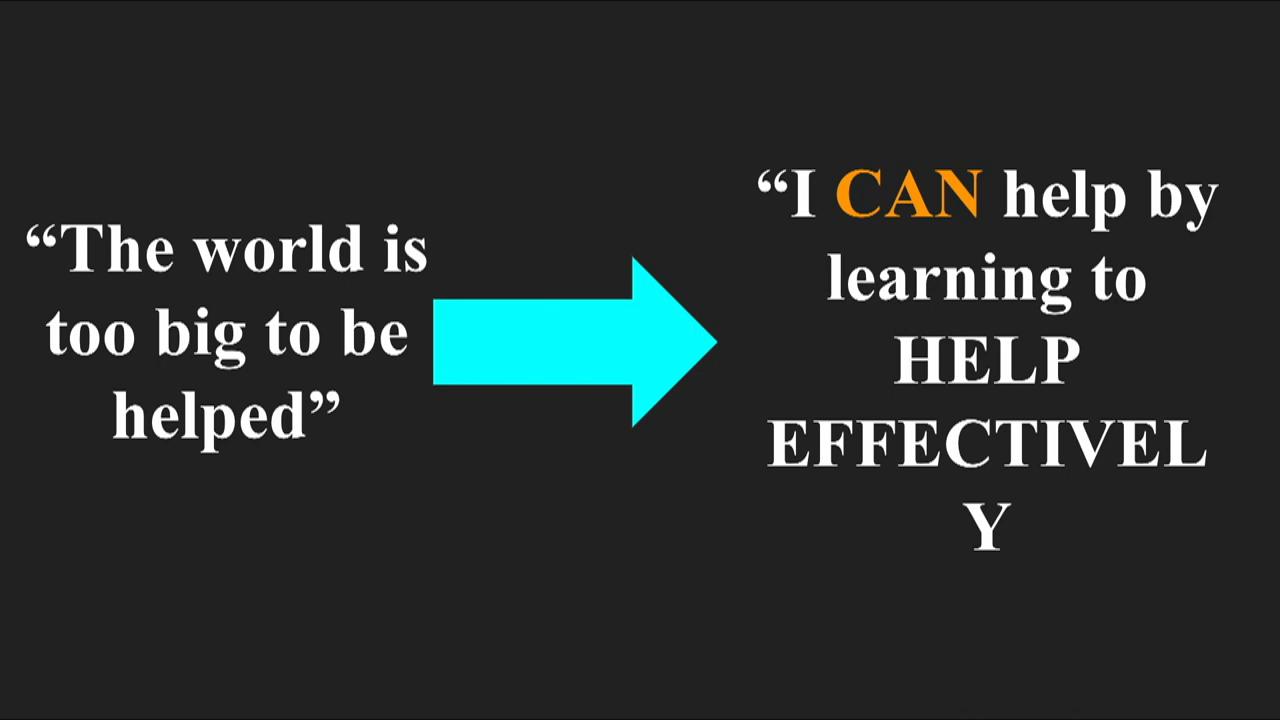 “The world is
too big to be
helped”
“I CAN help by
learning to
HELP
EFFECTIVEL
Y